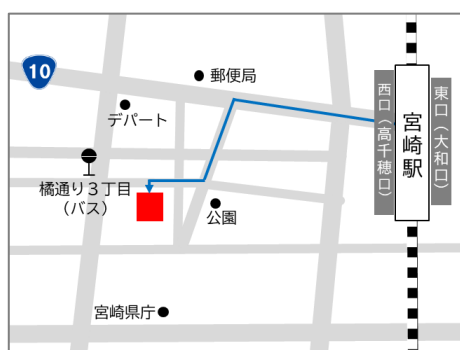 10
郵便局
デパート
西口（高千穂口）
宮崎駅
東口（大和口）
橘通り３丁目
（バス）
公園
宮崎県庁